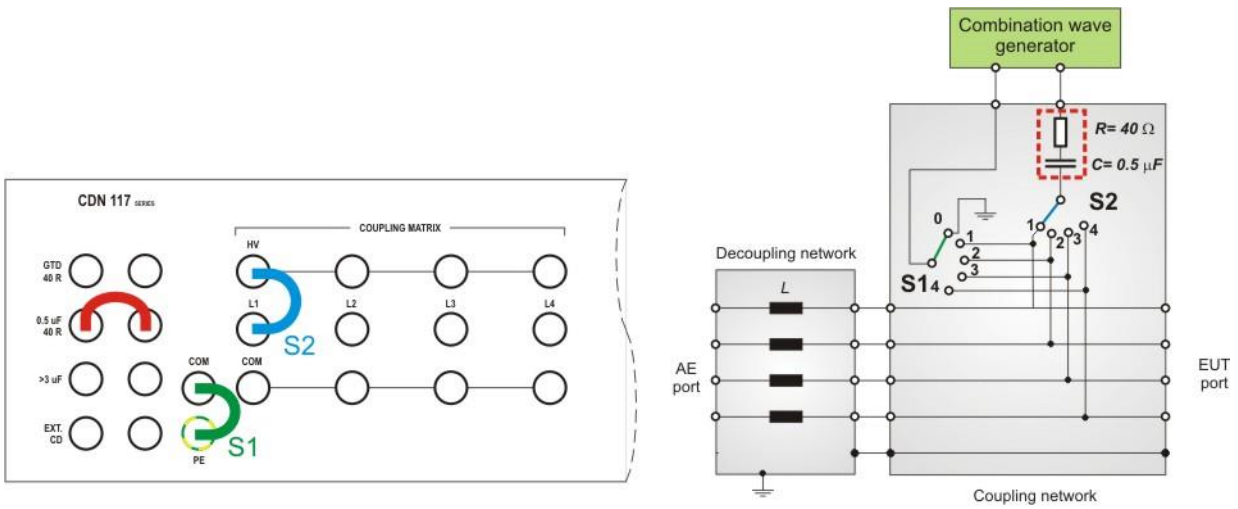 CDN 117 SERIES
COUPLING MATRIX
HV
GTD
40 R
L1
L2
L3
L4
0.5 uF
40 R
S2
COM
COM
>3 uF
EXT.
CD
S1
PE
Combination wave
generator
R= 40 Ω
C= 0.5 μF
S2
0
1
2
3
4
1
2
3
S1
4
Decoupling network
L
AE
port
EUT
port
Coupling network